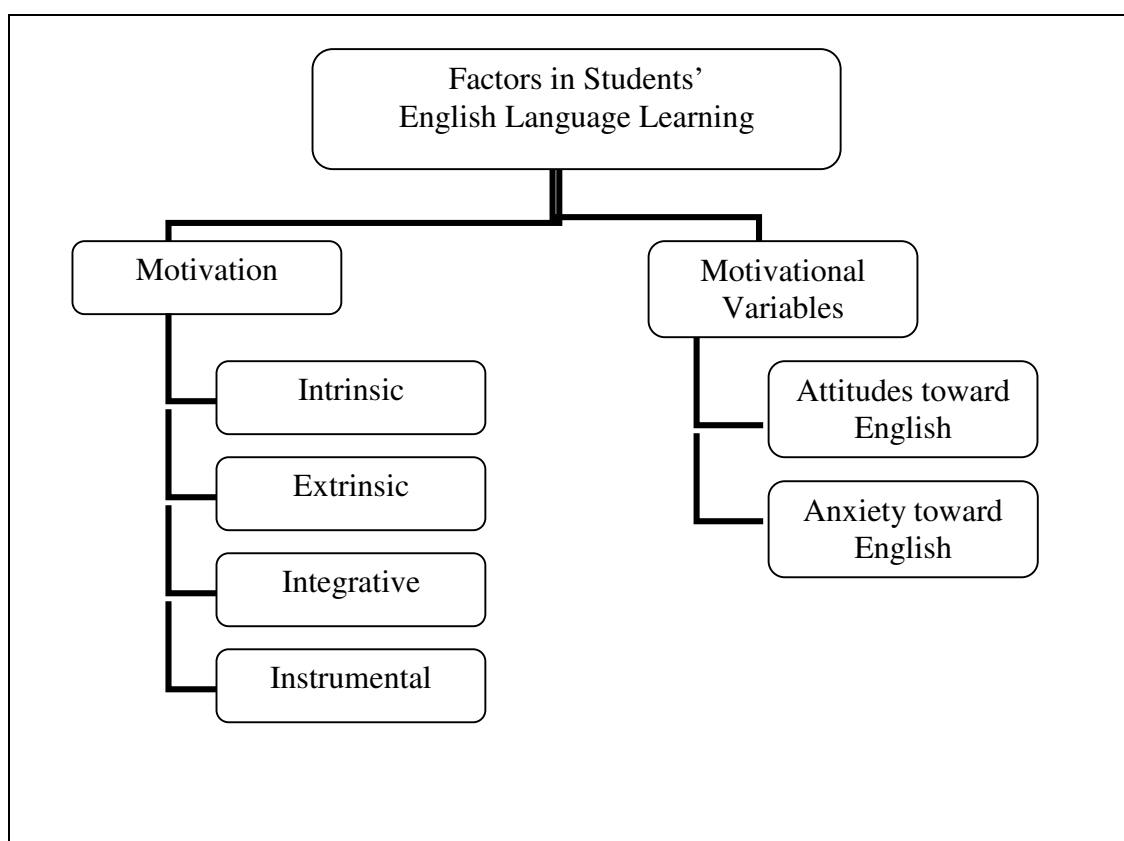 Factors in Students’
English Language Learning
Motivation
Intrinsic
Extrinsic
Integrative
Instrumental
Motivational
Variables
Attitudes toward
English
Anxiety toward
English